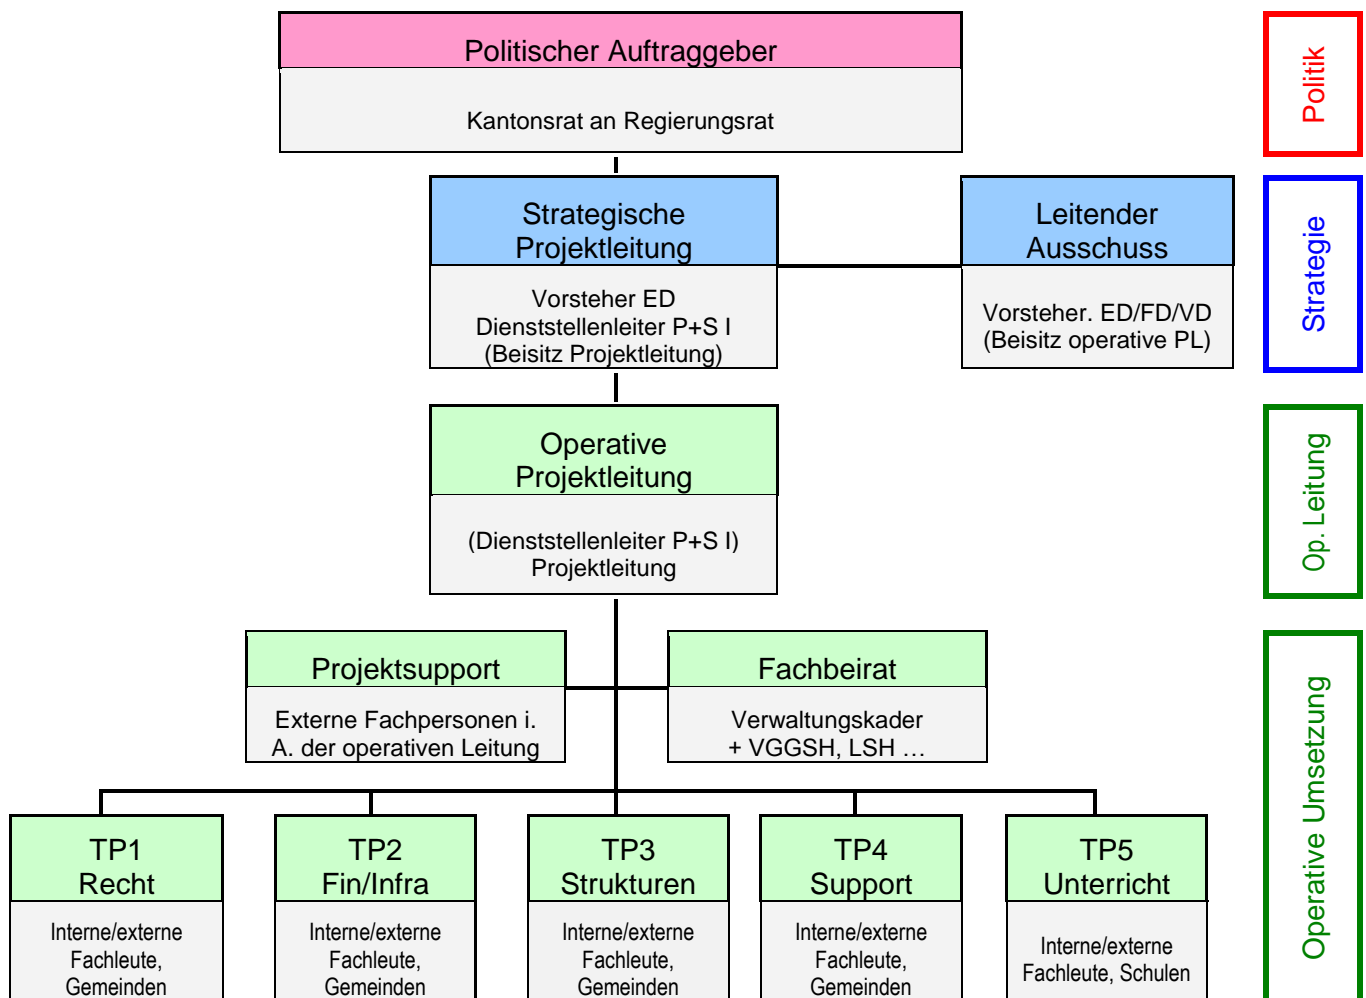 Politischer Auftraggeber
Kantonsrat an Regierungsrat
Politik
Strategische
Projektleitung
Vorsteher ED
Dienststellenleiter P+S I
(Beisitz Projektleitung)
Leitender
Ausschuss
Vorsteher. ED/FD/VD
(Beisitz operative PL)
Strategie
Operative
Projektleitung
(Dienststellenleiter P+S I)
Projektleitung
Op. Leitung
Projektsupport
Externe Fachpersonen i.
A. der operativen Leitung
Fachbeirat
Verwaltungskader
+ VGGSH, LSH …
Operative Umsetzung
TP1
Recht
Interne/externe
Fachleute,
Gemeinden
TP2
Fin/Infra
Interne/externe
Fachleute,
Gemeinden
TP3
Strukturen
Interne/externe
Fachleute,
Gemeinden
TP4
Support
Interne/externe
Fachleute,
Gemeinden
TP5
Unterricht
Interne/externe
Fachleute, Schulen